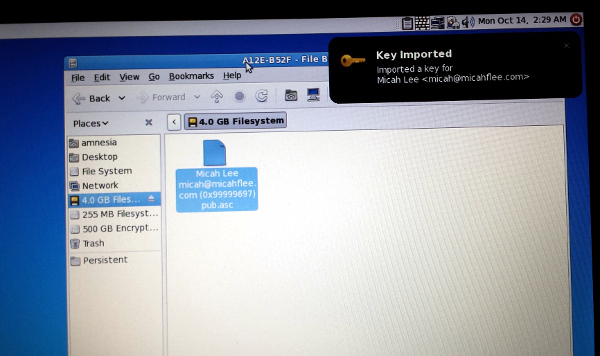 Mon Oct 14, 2:29 AM
A12E-B52F - File B
Key Imported
Imported a key for
Micah Lee <micah@micahflee.com>
File Edit View Go Bookmarks Help
Back Forward
Places
4.0 GB Filesystem
amnesia
Desktop
File System
Network
4.0 GB Files...
255 MB Filesyst...
500 GB Encrypt...
Trash
Persistent
Micah Lee
micah@micahflee.
com (0x99999697)
pub.asc